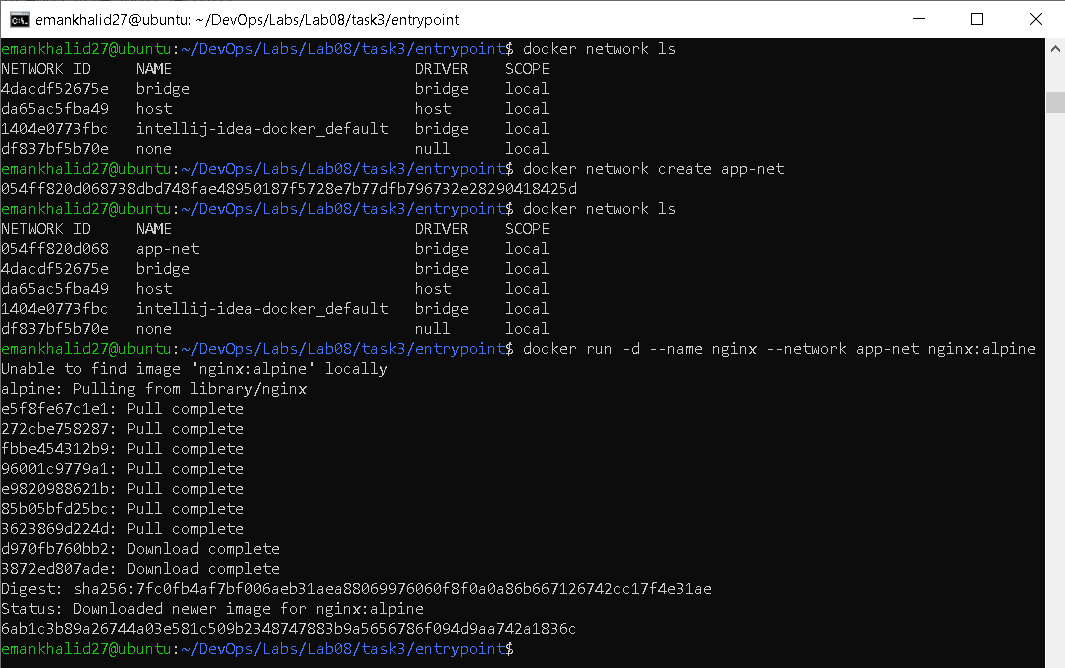 emankhalid27@ubuntu: ~/DevOps/Labs/Lab08/task3/entrypoint
emankhalid27@ubuntu:~/DevOps/Labs/Lab08/task3/entrypoint$ docker network ls
NETWORK ID     NAME                           DRIVER    SCOPE
4dacdf52675e   bridge                         bridge    local
da65ac5fba49   host                           host      local
1404e0773fbc   intellij-idea-docker_default   bridge    local
df837bf5b70e   none                           null      local
emankhalid27@ubuntu:~/DevOps/Labs/Lab08/task3/entrypoint$ docker network create app-net
054ff820d068738dbd748fae48950187f5728e7b77dfb796732e28290418425d
emankhalid27@ubuntu:~/DevOps/Labs/Lab08/task3/entrypoint$ docker network ls
NETWORK ID     NAME                           DRIVER    SCOPE
054ff820d068   app-net                        bridge    local
4dacdf52675e   bridge                         bridge    local
da65ac5fba49   host                           host      local
1404e0773fbc   intellij-idea-docker_default   bridge    local
df837bf5b70e   none                           null      local
emankhalid27@ubuntu:~/DevOps/Labs/Lab08/task3/entrypoint$ docker run -d --name nginx --network app-net nginx:alpine
Unable to find image 'nginx:alpine' locally
alpine: Pulling from library/nginx
e5f8fe67c1e1: Pull complete
272cbe758287: Pull complete
fbbe454312b9: Pull complete
96001c9779a1: Pull complete
e9820988621b: Pull complete
85b05bfd25bc: Pull complete
3623869d224d: Pull complete
d970fb760bb2: Download complete
3872ed807ade: Download complete
Digest: sha256:7fc0fb4af7bf006aeb31aea88069976060f8f0a0a86b667126742cc17f4e31ae
Status: Downloaded newer image for nginx:alpine
6ab1c3b89a26744a03e581c509b2348747883b9a5656786f094d9aa742a1836c
emankhalid27@ubuntu:~/DevOps/Labs/Lab08/task3/entrypoint$